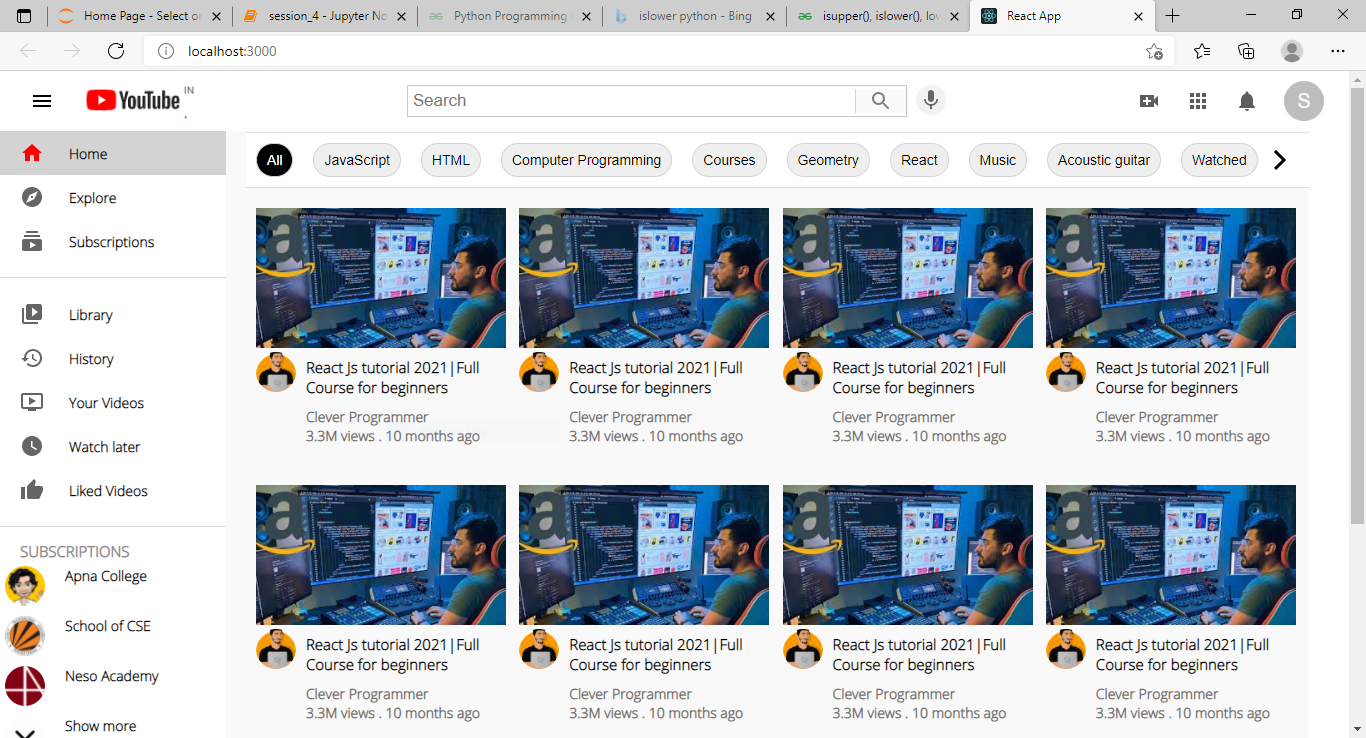 Home Page - Select or
session_4 - Jupyter No
Python Programming
islower python - Bing
isupper(), islower(), lov
React App
localhost:3000
YouTube IN
Search
S
Home
Explore
Subscriptions
Library
History
Your Videos
Watch later
Liked Videos
SUBSCRIPTIONS
Apna College
School of CSE
Neso Academy
Show more
All
JavaScript
HTML
Computer Programming
Courses
Geometry
React
Music
Acoustic guitar
Watched
React Js tutorial 2021|Full
Course for beginners
Clever Programmer
3.3M views . 10 months ago
React Js tutorial 2021|Full
Course for beginners
Clever Programmer
3.3M views . 10 months ago
React Js tutorial 2021|Full
Course for beginners
Clever Programmer
3.3M views . 10 months ago
React Js tutorial 2021|Full
Course for beginners
Clever Programmer
3.3M views . 10 months ago
React Js tutorial 2021|Full
Course for beginners
Clever Programmer
3.3M views . 10 months ago
React Js tutorial 2021|Full
Course for beginners
Clever Programmer
3.3M views . 10 months ago
React Js tutorial 2021|Full
Course for beginners
Clever Programmer
3.3M views . 10 months ago
React Js tutorial 2021|Full
Course for beginners
Clever Programmer
3.3M views . 10 months ago